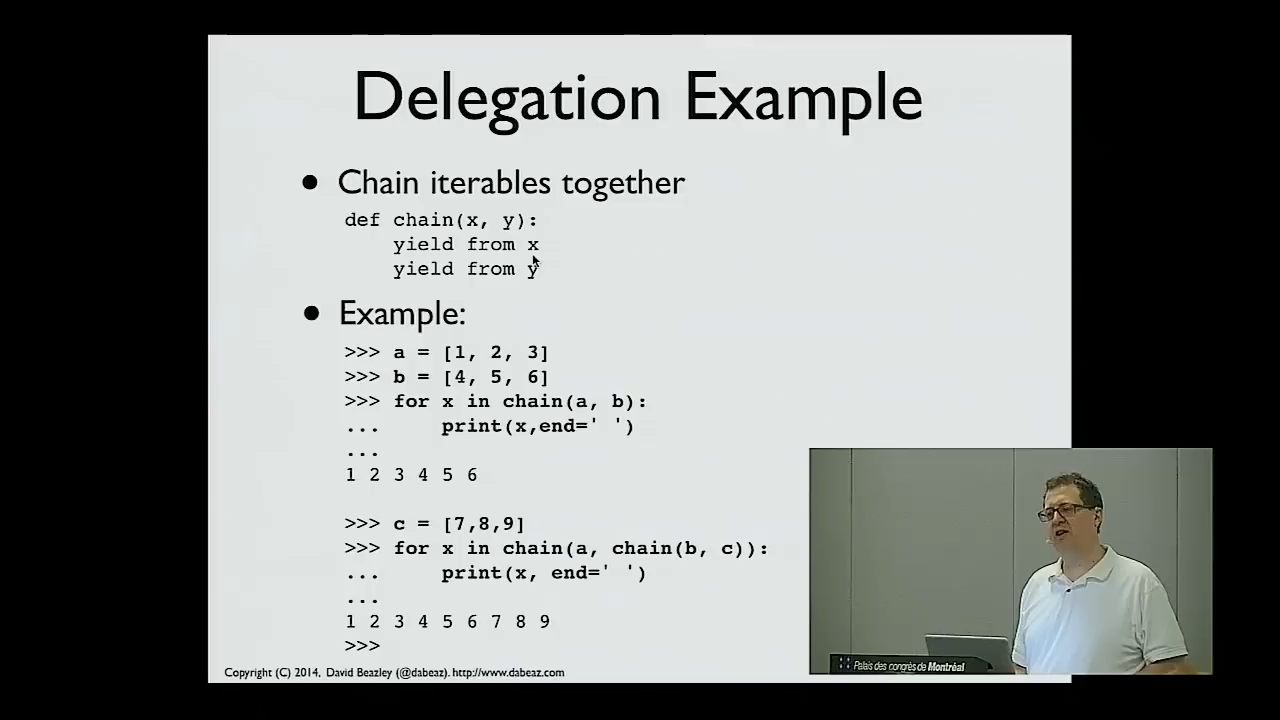 Delegation Example
• Chain iterables together
def chain(x, y):
    yield from x
    yield from y
• Example:
>>> a = [1, 2, 3]
>>> b = [4, 5, 6]
>>> for x in chain(a, b):
...     print(x,end=' ')
...
1 2 3 4 5 6
>>> c = [7,8,9]
>>> for x in chain(a, chain(b, c)):
...     print(x, end=' ')
...
1 2 3 4 5 6 7 8 9
>>>
Copyright (C) 2014, David Beazley (@dabeaz). http://www.dabeaz.com
Palais des congrès de Montréal